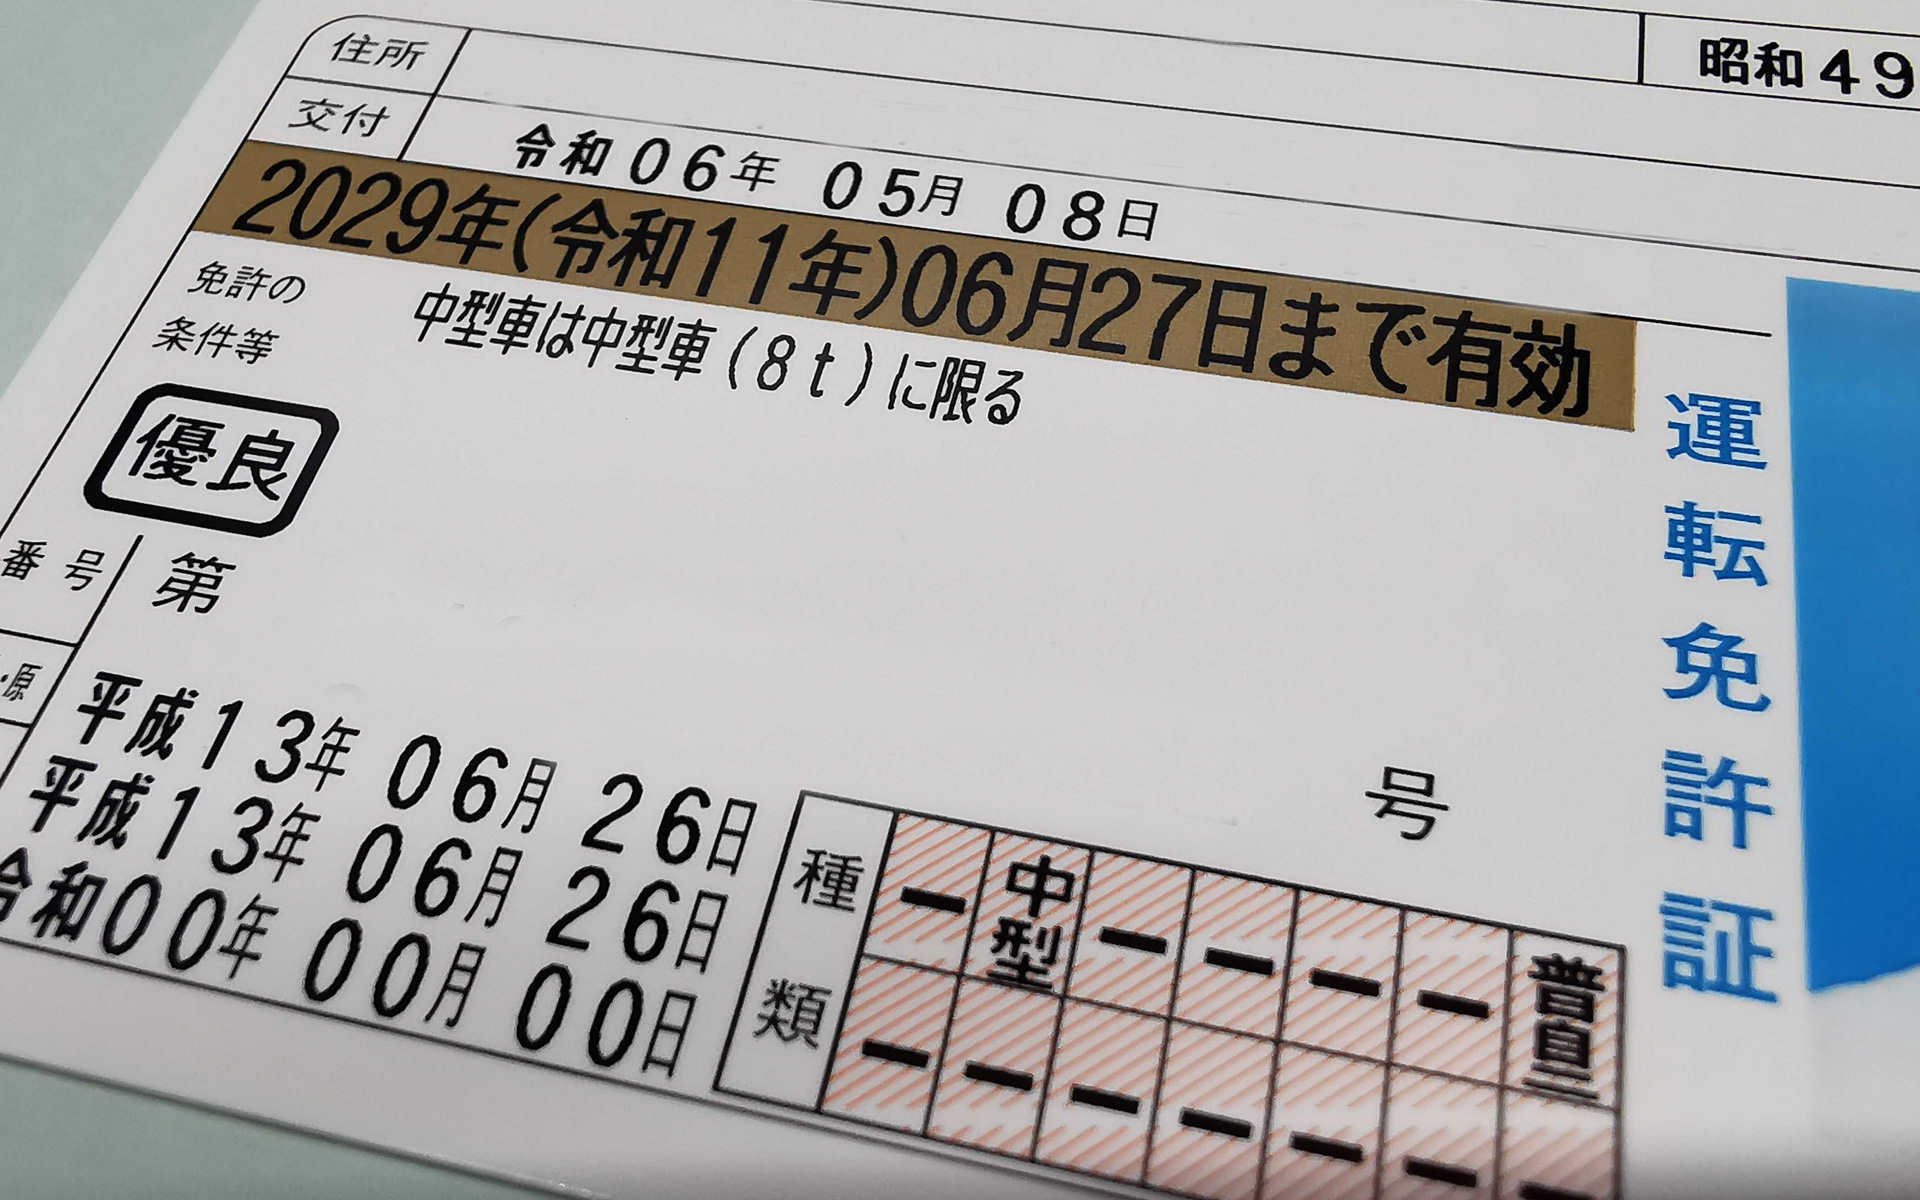 昭和49
住所
交付 令和06年 05月 08日
2029年(令和11年)06月27日まで有効
免許の
条件等
中型車は中型車(8t)に限る
優良
番号 第 号
・原 平成13年 06月 26日
平成13年 06月 26日
令和00年 00月 00日
種類
－ 中型 － － － － 普自二
－ － － － － － －
運転免許証